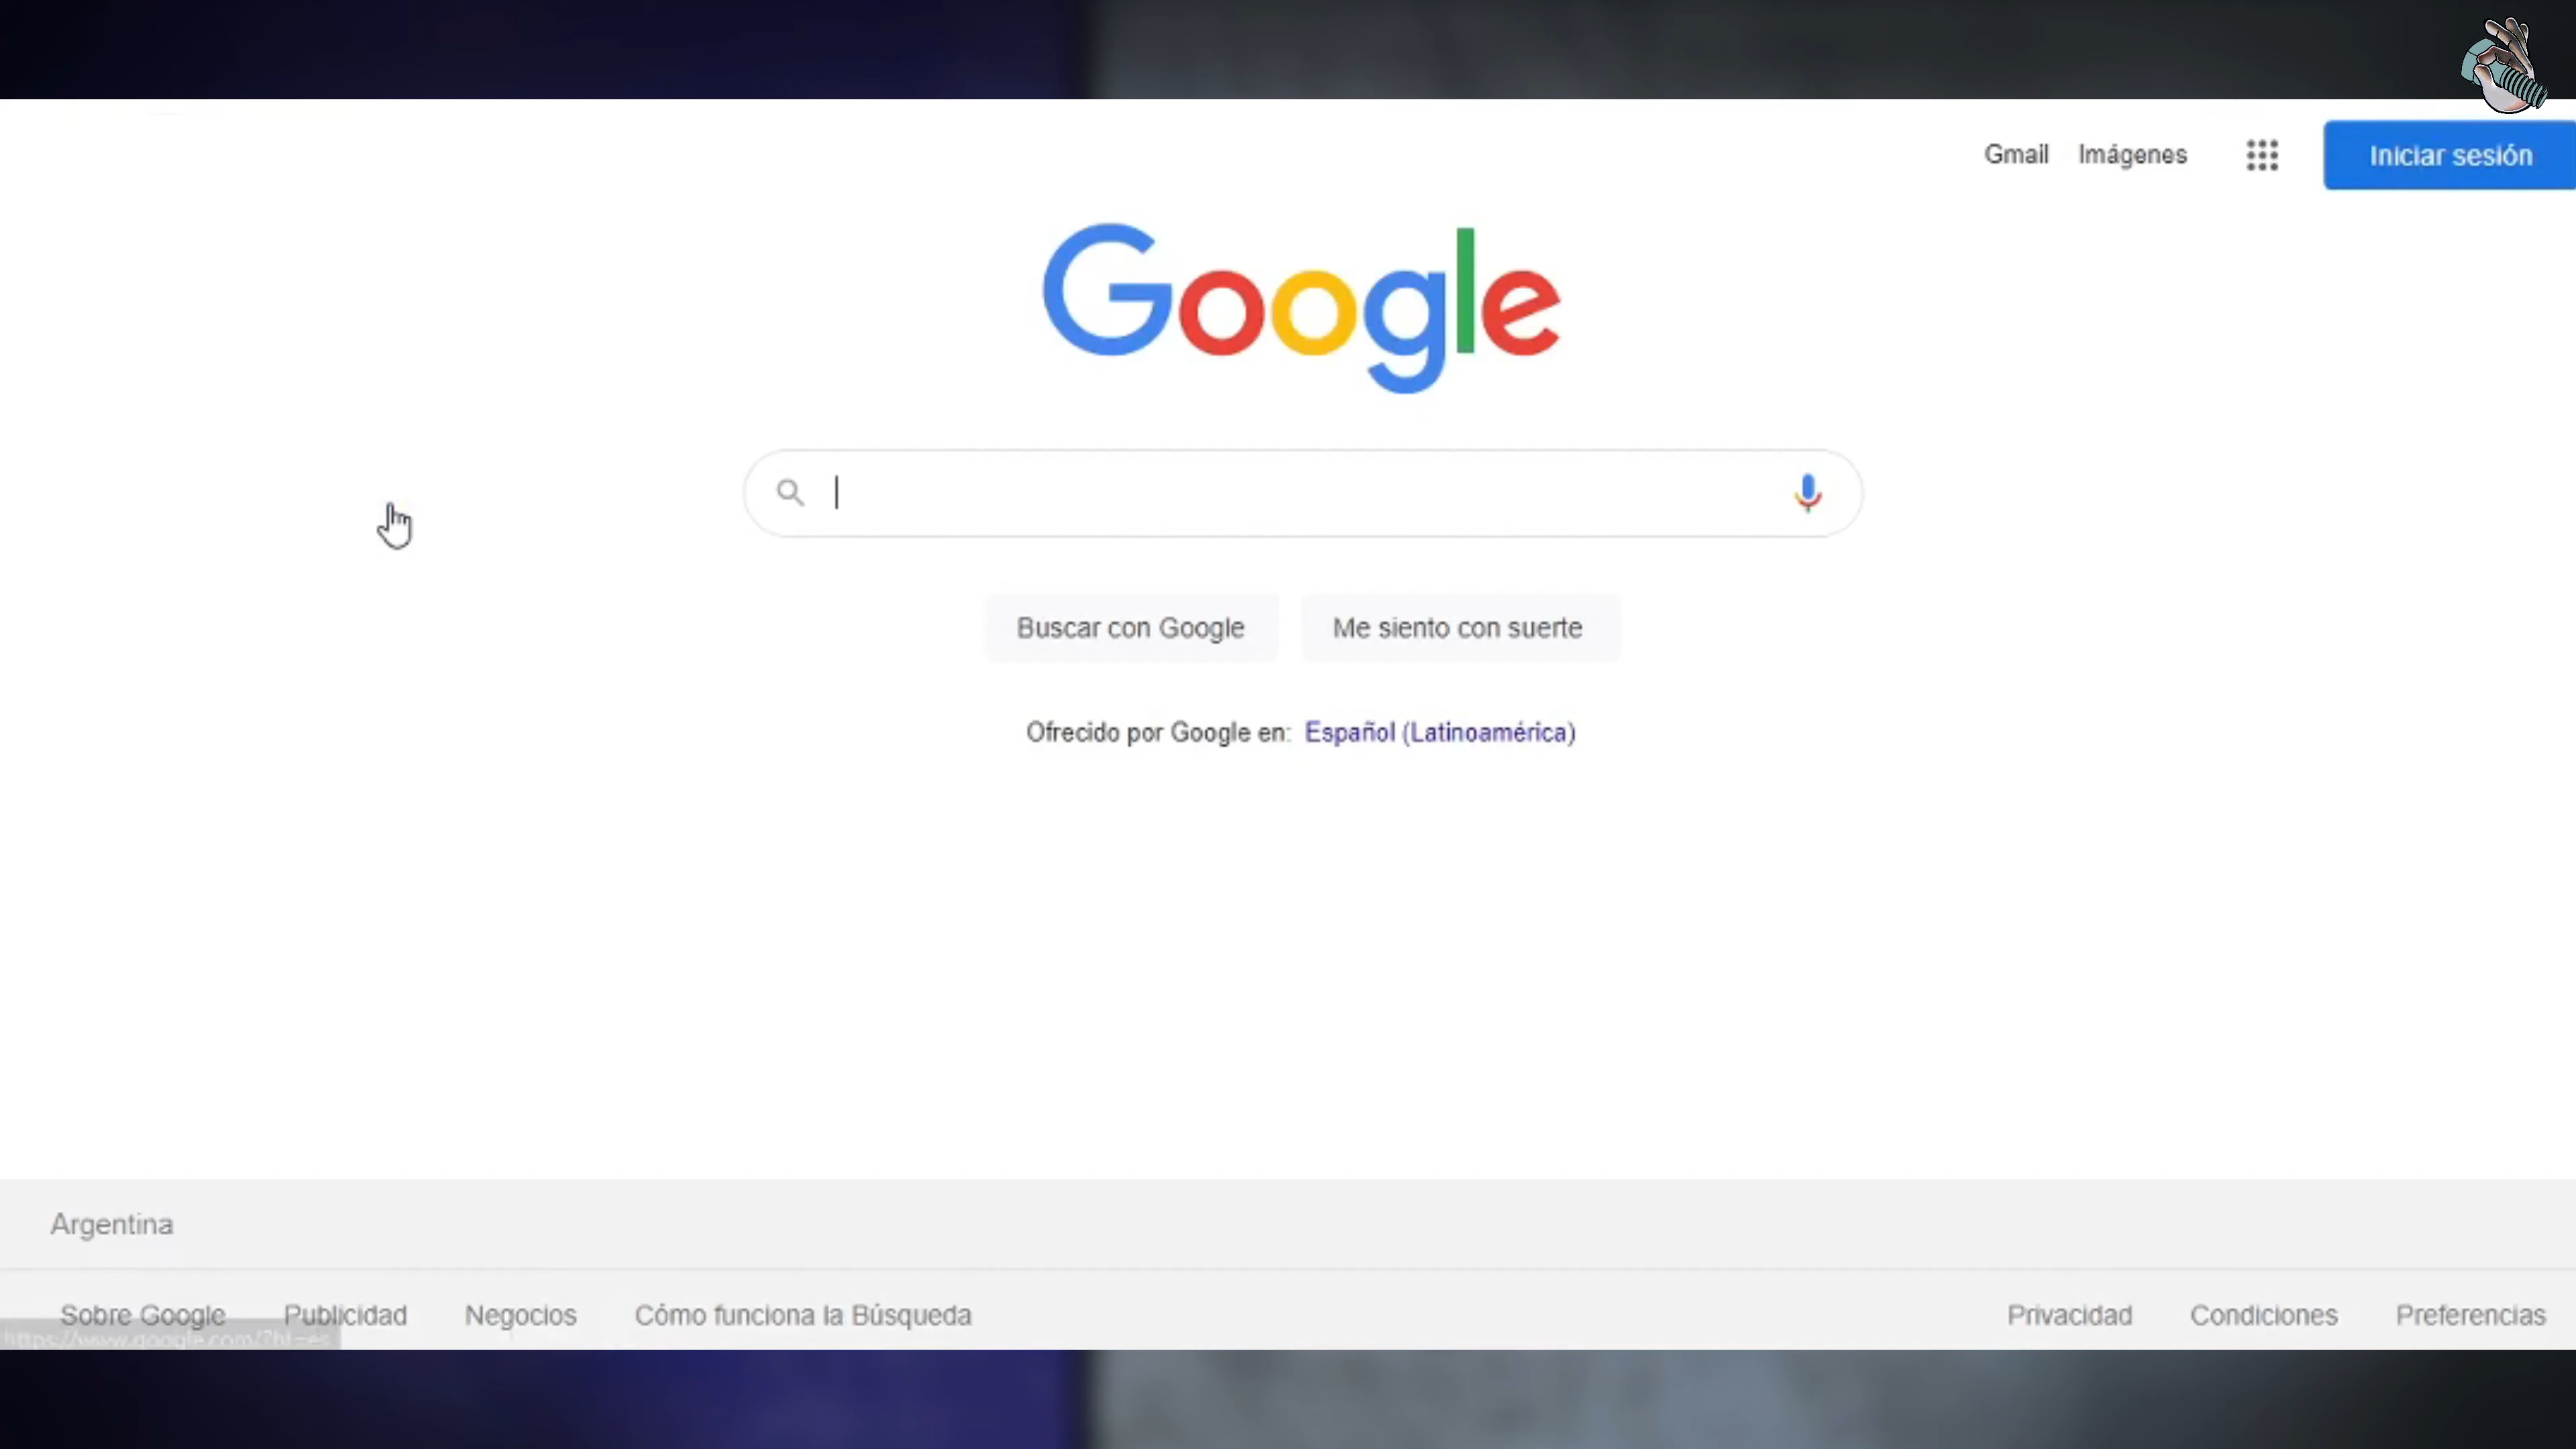 Gmail Imágenes Iniciar sesión
Google
Buscar con Google Me siento con suerte
Ofrecido por Google en: Español (Latinoamérica)
Argentina
Sobre Google Publicidad Negocios Cómo funciona la Búsqueda Privacidad Condiciones Preferencias